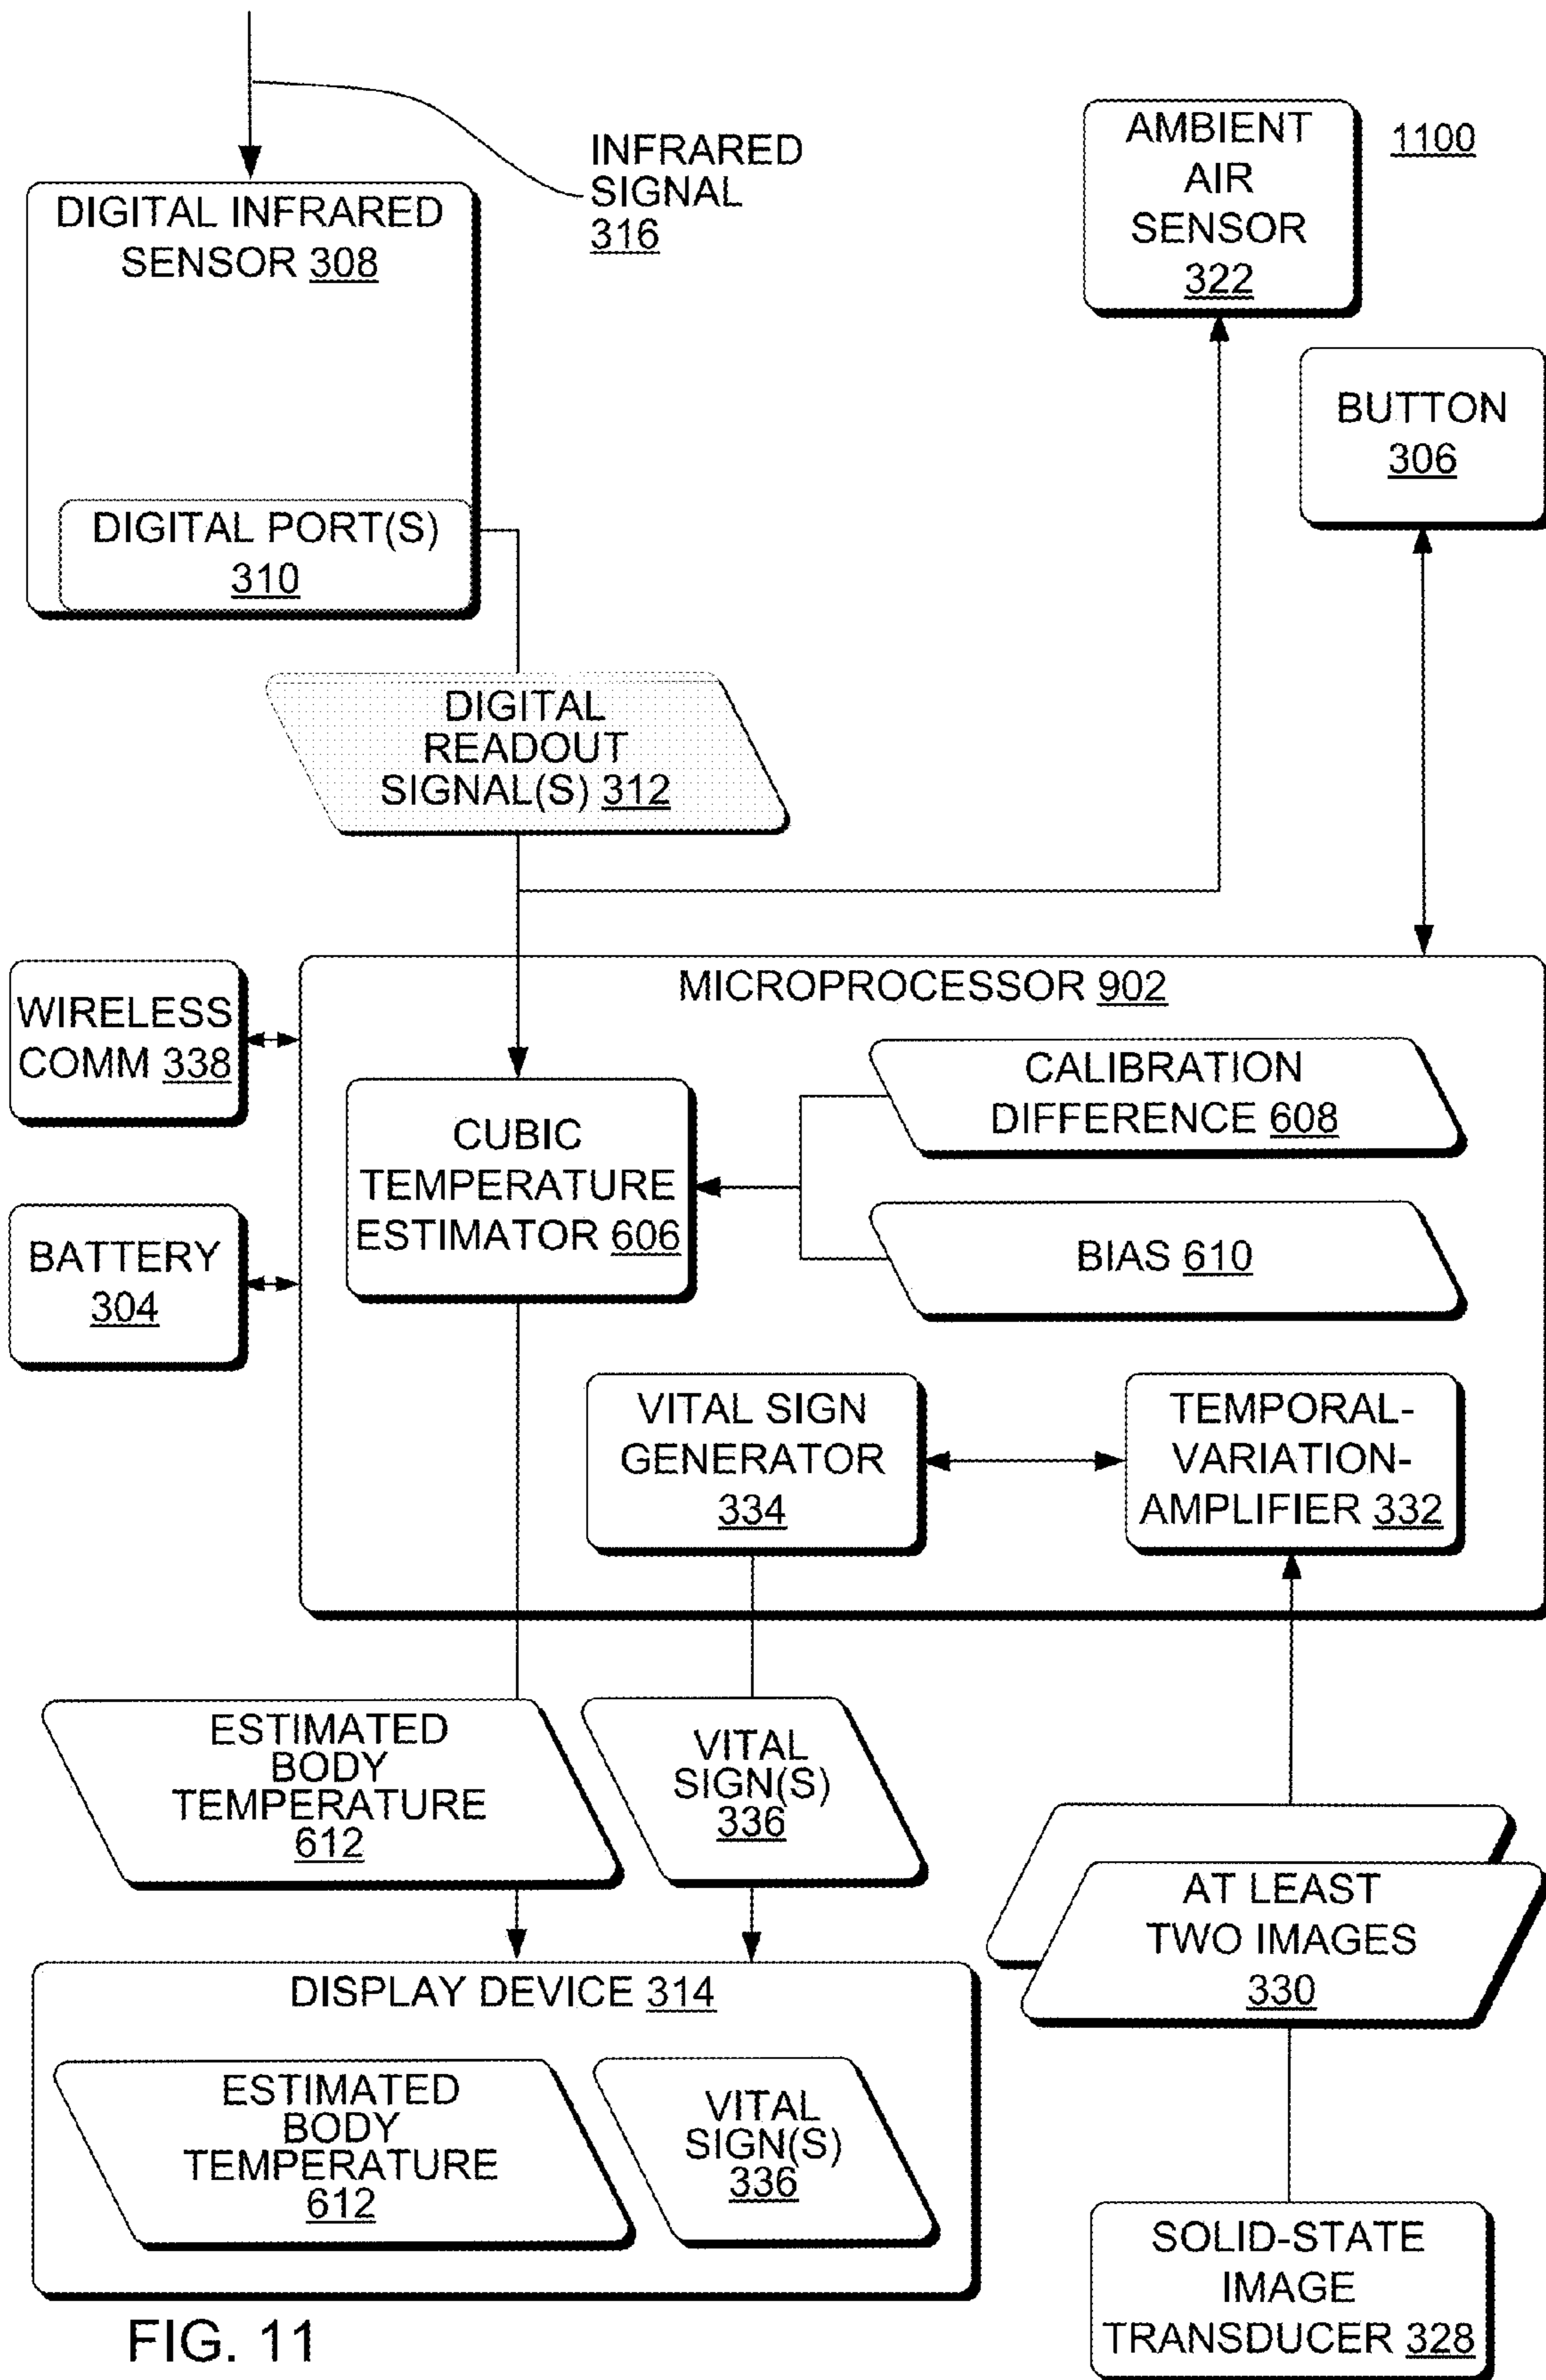 INFRARED
SIGNAL
316
AMBIENT
AIR
SENSOR
322
1100
DIGITAL INFRARED
SENSOR 308
BUTTON
306
DIGITAL PORT(S)
310
DIGITAL
READOUT
SIGNAL(S) 312
MICROPROCESSOR 902
WIRELESS
COMM 338
CALIBRATION
DIFFERENCE 608
CUBIC
TEMPERATURE
ESTIMATOR 606
BIAS 610
BATTERY
304
VITAL SIGN
GENERATOR
334
TEMPORAL-
VARIATION-
AMPLIFIER 332
ESTIMATED
BODY
TEMPERATURE
612
VITAL
SIGN(S)
336
AT LEAST
TWO IMAGES
330
DISPLAY DEVICE 314
ESTIMATED
BODY
TEMPERATURE
612
VITAL
SIGN(S)
336
SOLID-STATE
IMAGE
TRANSDUCER 328
FIG. 11